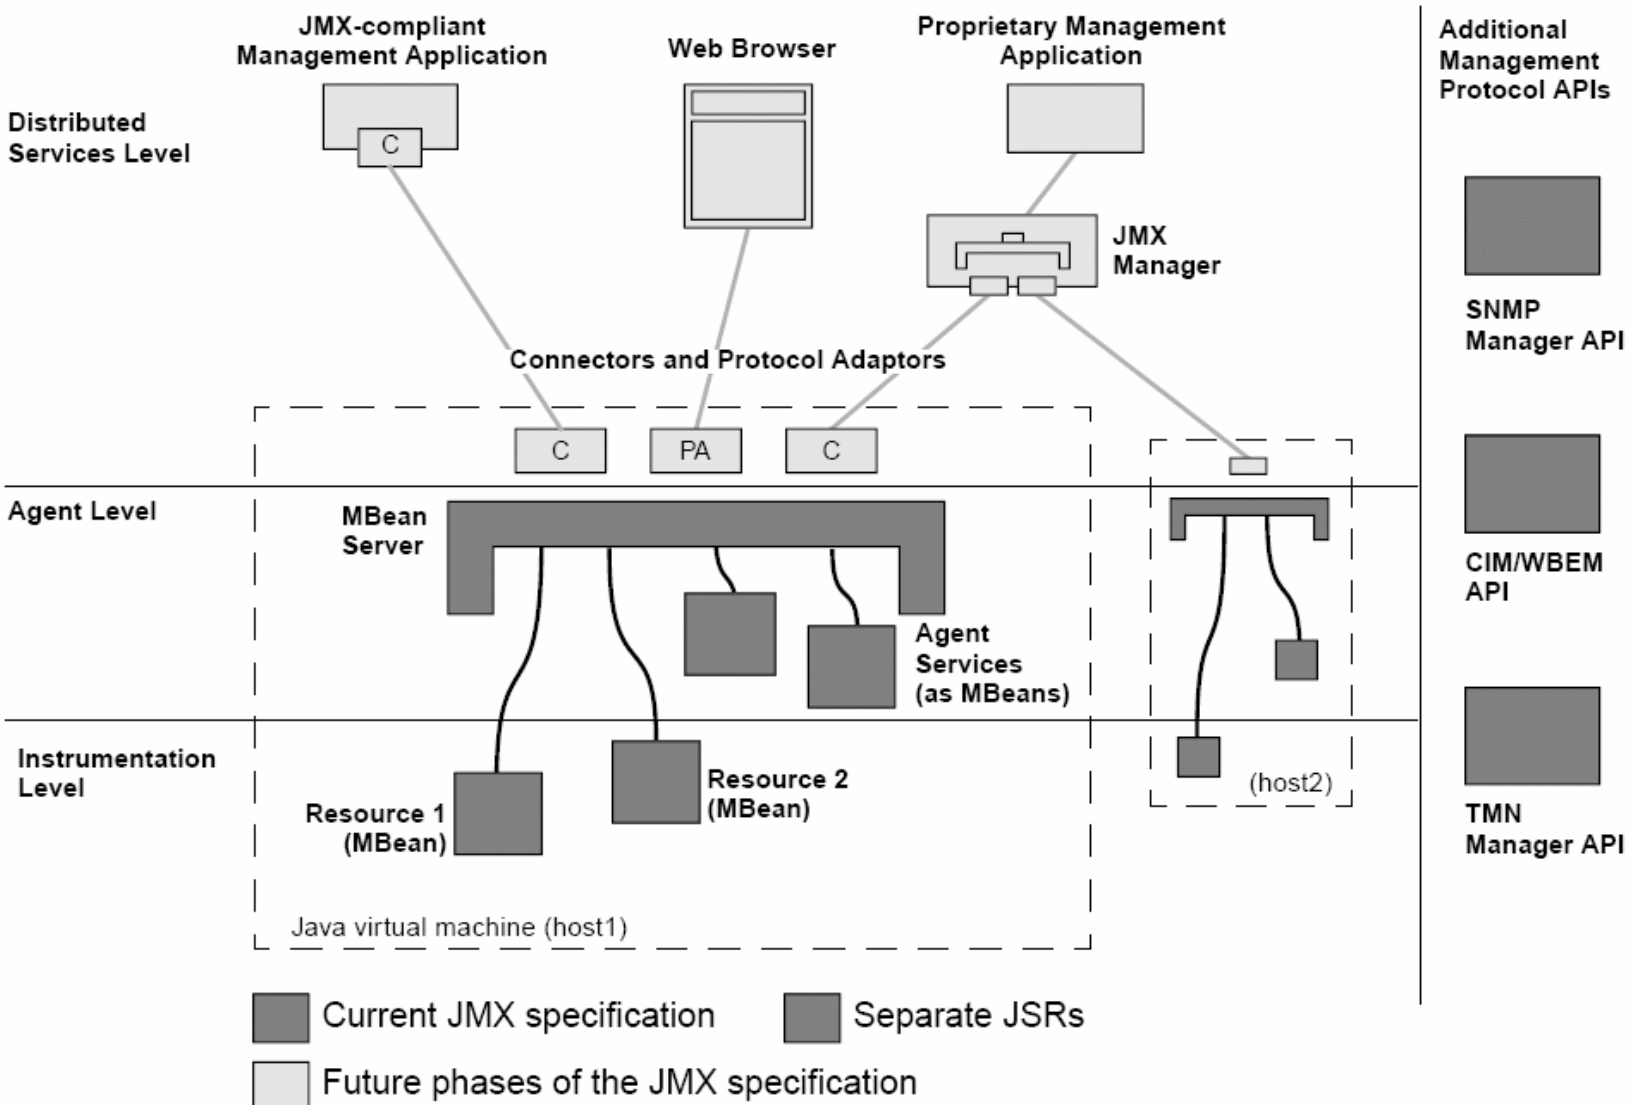 JMX-compliant
Management Application
Web Browser
Proprietary Management
Application
Additional
Management
Protocol APIs
Distributed
Services Level
C
JMX
Manager
SNMP
Manager API
Connectors and Protocol Adaptors
C
PA
C
Agent Level
MBean
Server
CIM/WBEM
API
Agent
Services
(as MBeans)
Instrumentation
Level
Resource 1
(MBean)
Resource 2
(MBean)
(host2)
TMN
Manager API
Java virtual machine (host1)
Current JMX specification
Separate JSRs
Future phases of the JMX specification